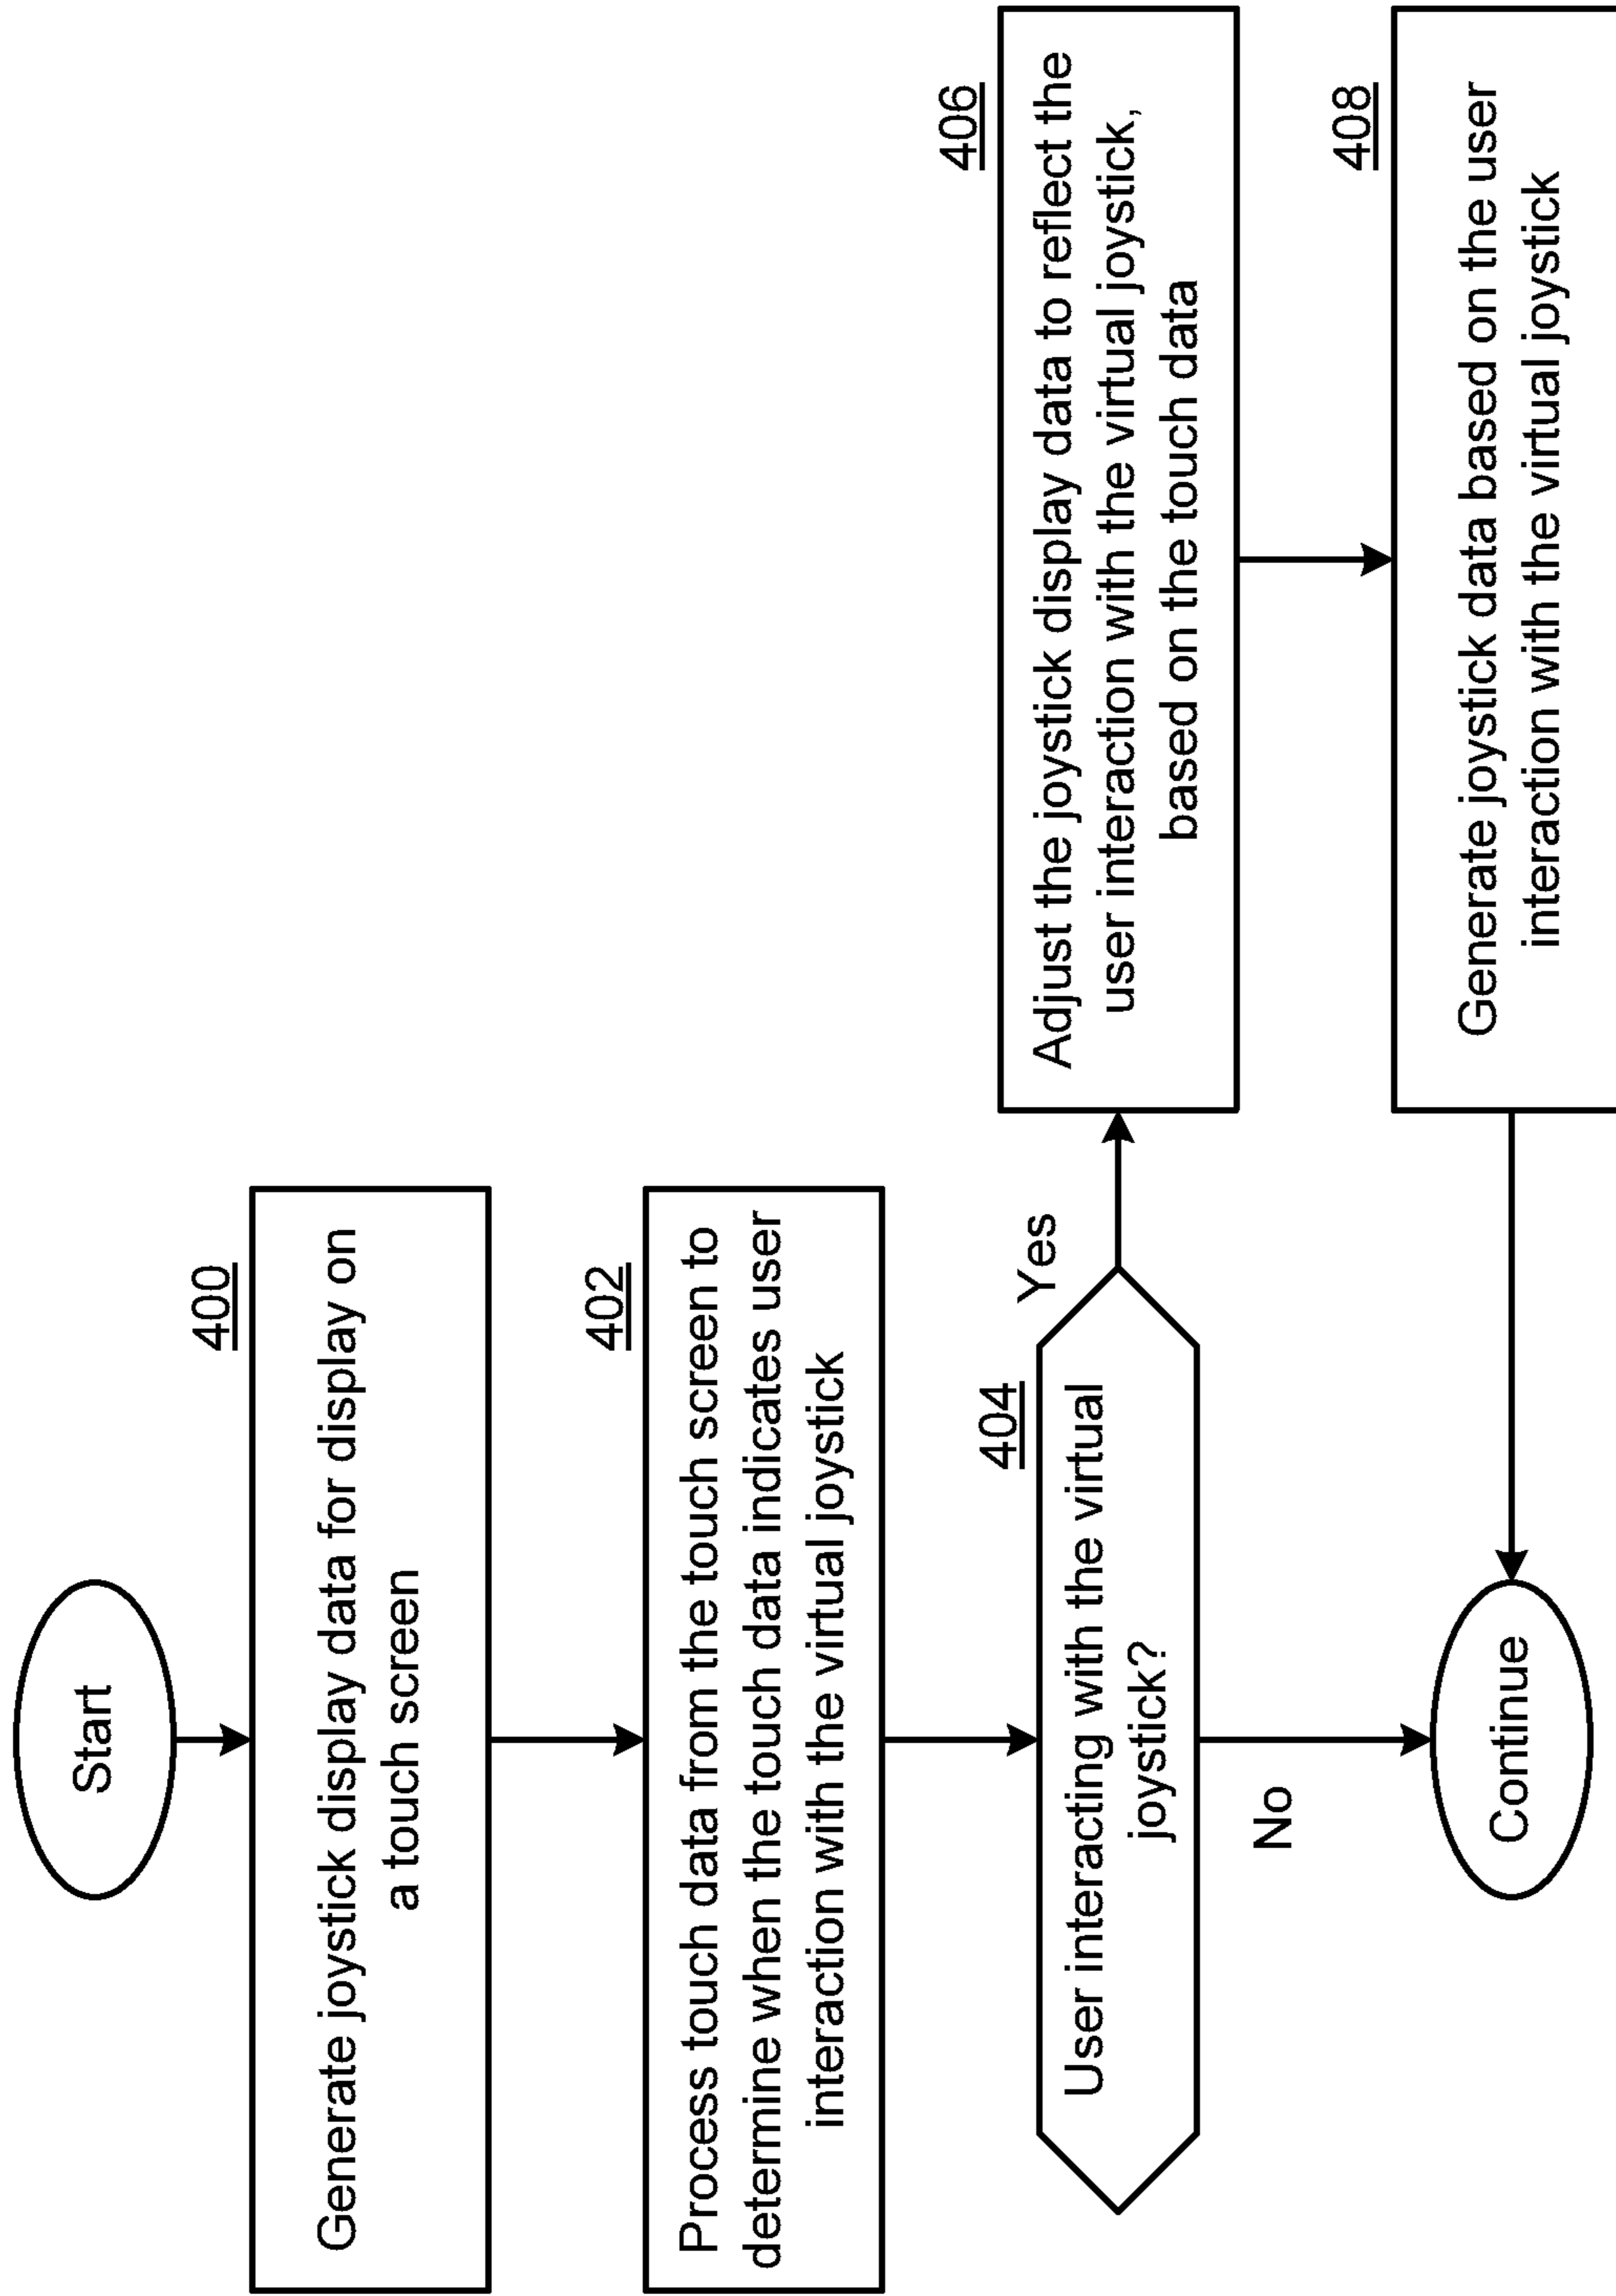 Start
400
Generate joystick display data for display on
a touch screen
402
Process touch data from the touch screen to
determine when the touch data indicates user
interaction with the virtual joystick
404
User interacting with the virtual
joystick?
Yes
No
406
Adjust the joystick display data to reflect the
user interaction with the virtual joystick,
based on the touch data
408
Generate joystick data based on the user
interaction with the virtual joystick
Continue